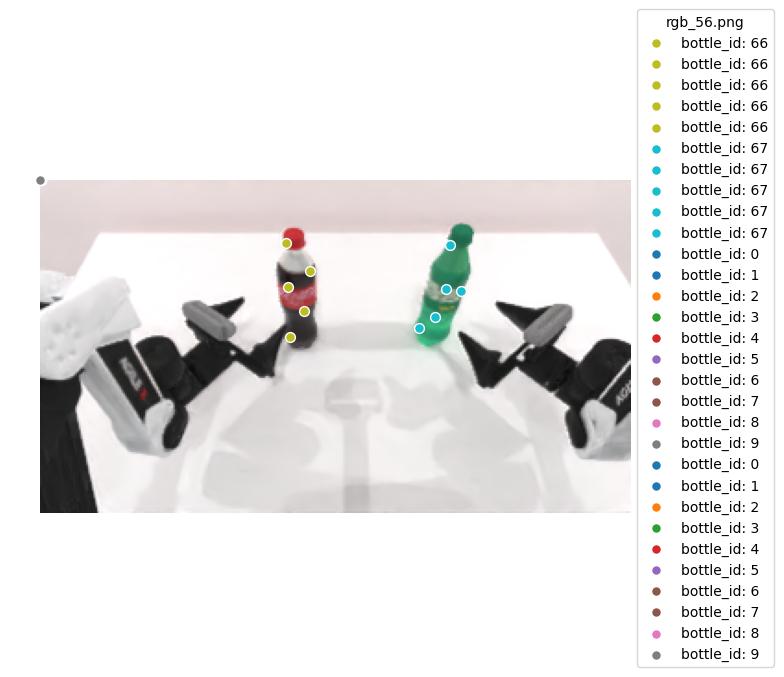 rgb_56.png
bottle_id: 66
bottle_id: 66
bottle_id: 66
bottle_id: 66
bottle_id: 66
bottle_id: 67
bottle_id: 67
bottle_id: 67
bottle_id: 67
bottle_id: 67
bottle_id: 0
bottle_id: 1
bottle_id: 2
bottle_id: 3
bottle_id: 4
bottle_id: 5
bottle_id: 6
bottle_id: 7
bottle_id: 8
bottle_id: 9
bottle_id: 0
bottle_id: 1
bottle_id: 2
bottle_id: 3
bottle_id: 4
bottle_id: 5
bottle_id: 6
bottle_id: 7
bottle_id: 8
bottle_id: 9